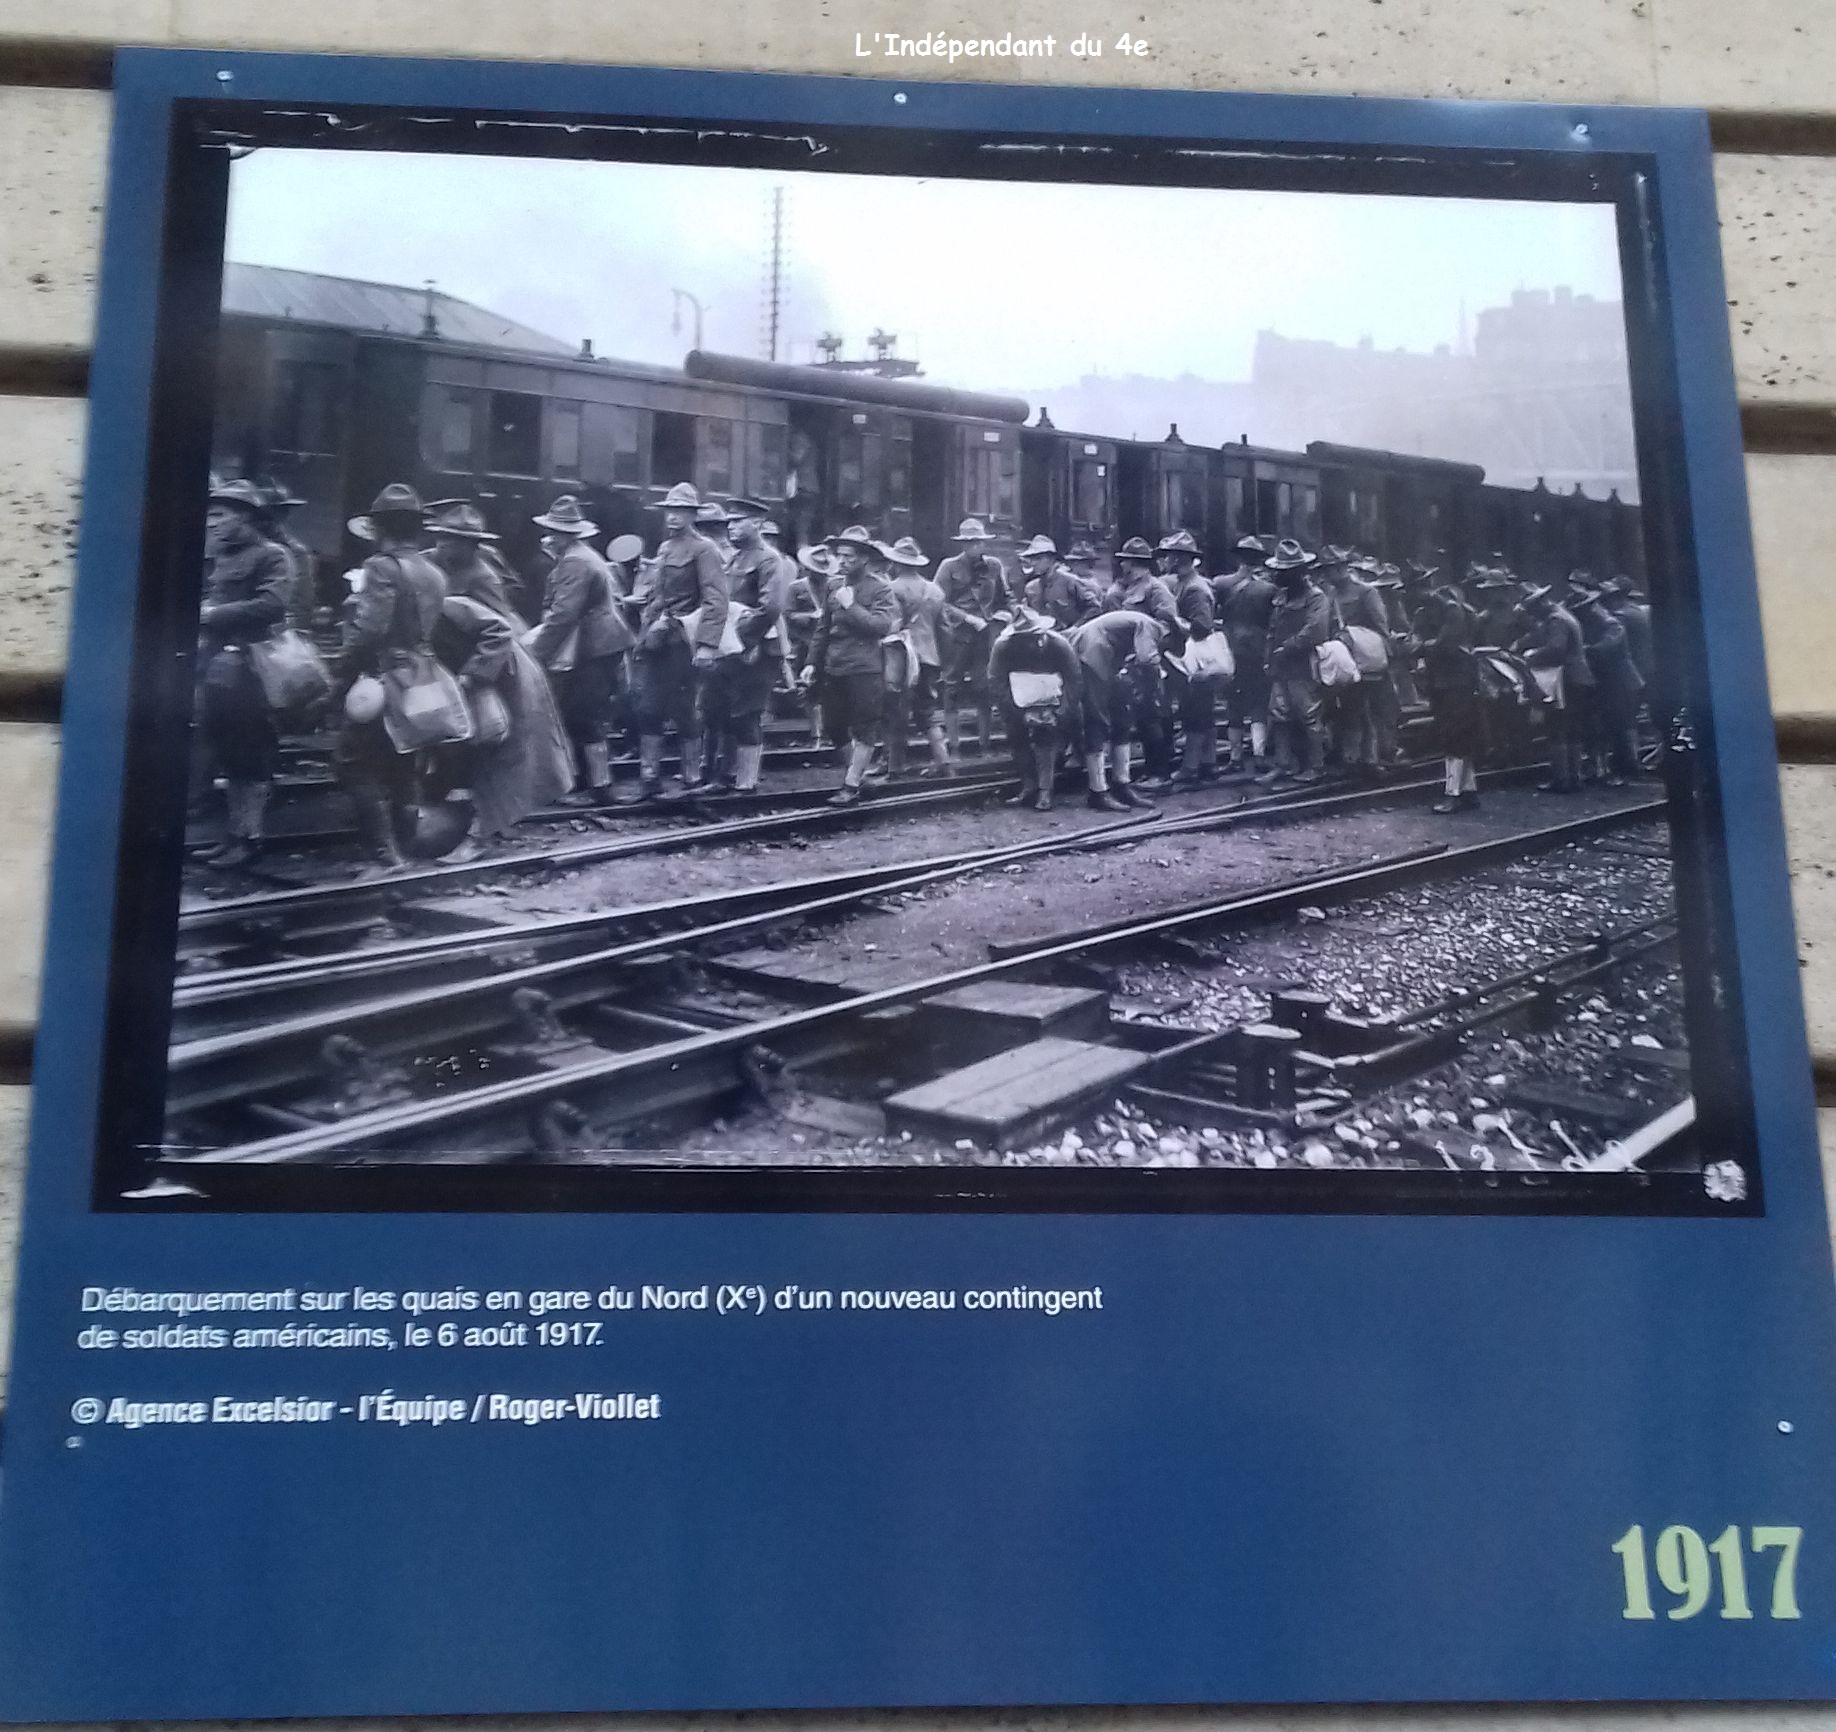 L'Indépendant du 4e
Débarquement sur les quais en gare du Nord (Xᵉ) d'un nouveau contingent
de soldats américains, le 6 août 1917.
© Agence Excelsior - l'Équipe / Roger-Viollet
1917